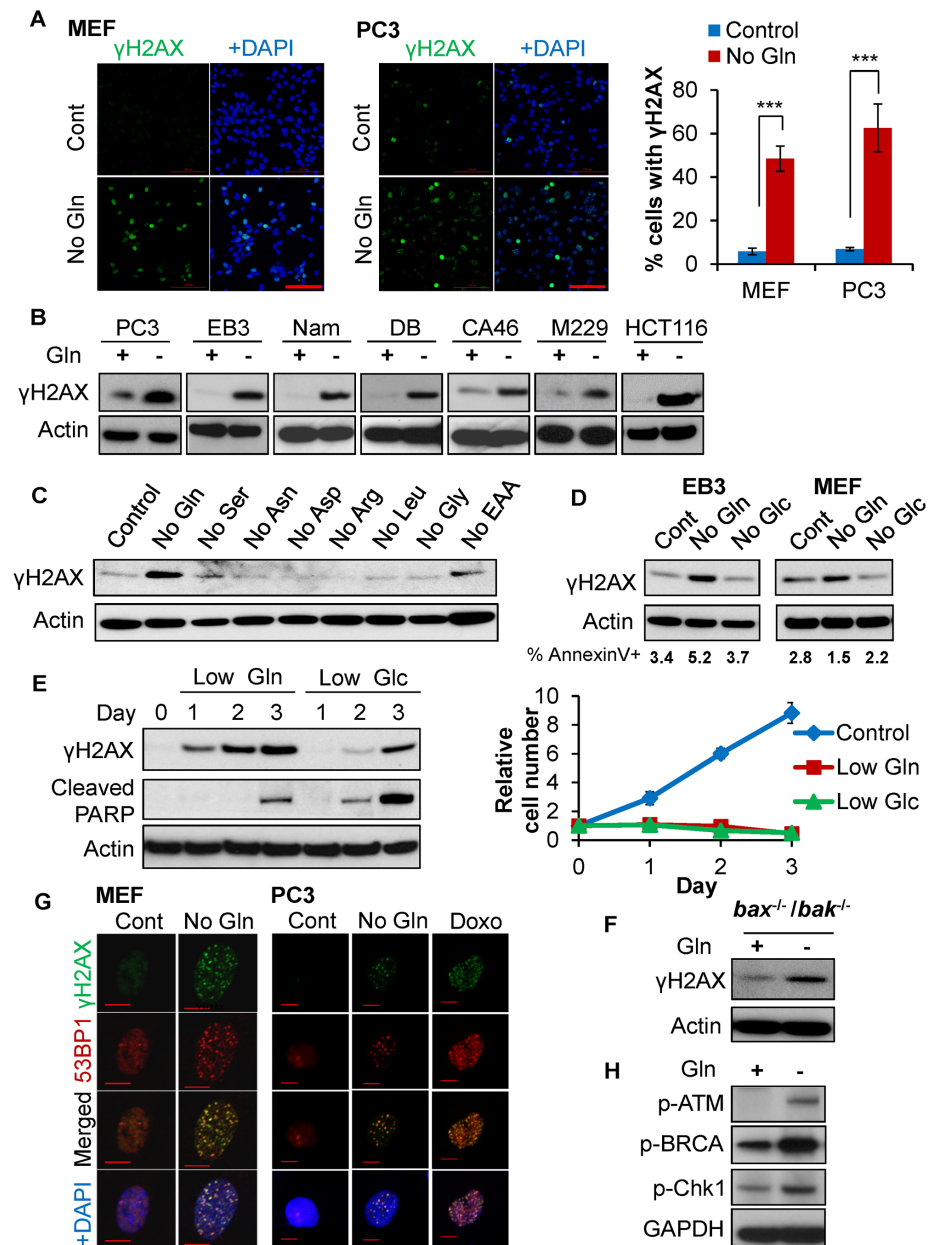 A
MEF
γH2AX +DAPI
Cont
No Gln
PC3
γH2AX +DAPI
Cont
No Gln
Control
No Gln
% cells with γH2AX
80
60
40
20
0
*** ***
MEF PC3
B
PC3 EB3 Nam DB CA46 M229 HCT116
Gln + - + - + - + - + - + - + -
γH2AX
Actin
C
Control No Gln No Ser No Asn No Asp No Arg No Leu No Gly No EAA
γH2AX
Actin
D
EB3 MEF
Cont No Gln No Glc Cont No Gln No Glc
γH2AX
Actin
% AnnexinV+ 3.4 5.2 3.7 2.8 1.5 2.2
E
Low Gln Low Glc
Day 0 1 2 3 1 2 3
γH2AX
Cleaved
PARP
Actin
Relative
cell number
10
8
6
4
2
0
0 1 2 3
Day
Control
Low Gln
Low Glc
G
MEF PC3
Cont No Gln Cont No Gln Doxo
γH2AX
53BP1
Merged
+DAPI
F
bax-/-/bak-/-
Gln + -
γH2AX
Actin
H
Gln + -
p-ATM
p-BRCA
p-Chk1
GAPDH